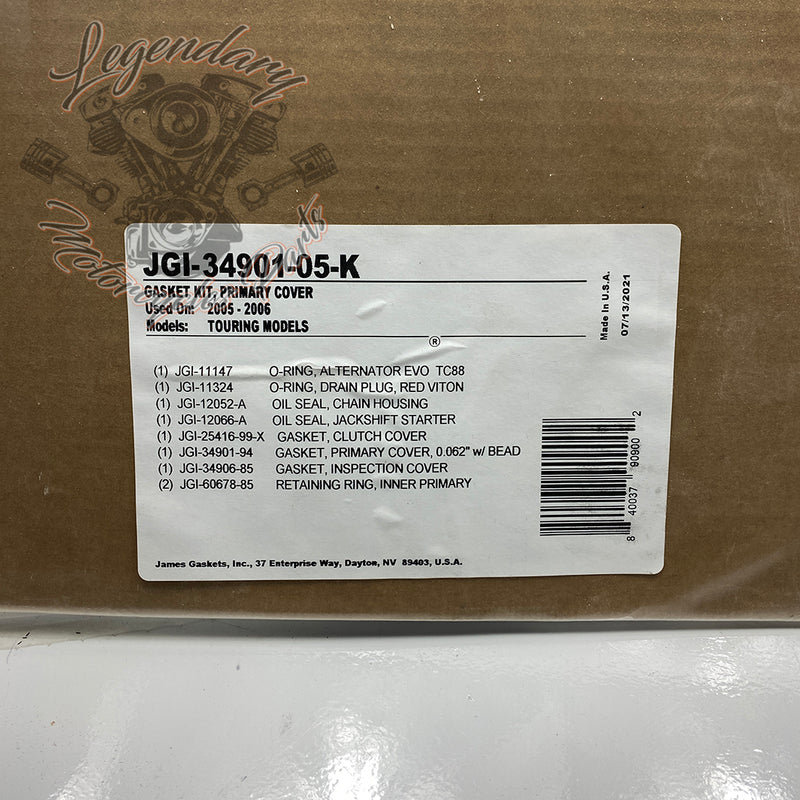 Legendary
Motorcycles Parts
JGI-34901-05-K
GASKET KIT, PRIMARY COVER
Used On: 2005 - 2006
Models: TOURING MODELS
®
Made in U.S.A.
07/13/2021
(1) JGI-11147 O-RING, ALTERNATOR EVO TC88
(1) JGI-11324 O-RING, DRAIN PLUG, RED VITON
(1) JGI-12052-A OIL SEAL, CHAIN HOUSING
(1) JGI-12066-A OIL SEAL, JACKSHIFT STARTER
(1) JGI-25416-99-X GASKET, CLUTCH COVER
(1) JGI-34901-94 GASKET, PRIMARY COVER, 0.062" w/ BEAD
(1) JGI-34906-85 GASKET, INSPECTION COVER
(2) JGI-60678-85 RETAINING RING, INNER PRIMARY
8 40037 90900 2
James Gaskets, Inc., 37 Enterprise Way, Dayton, NV 89403, U.S.A.